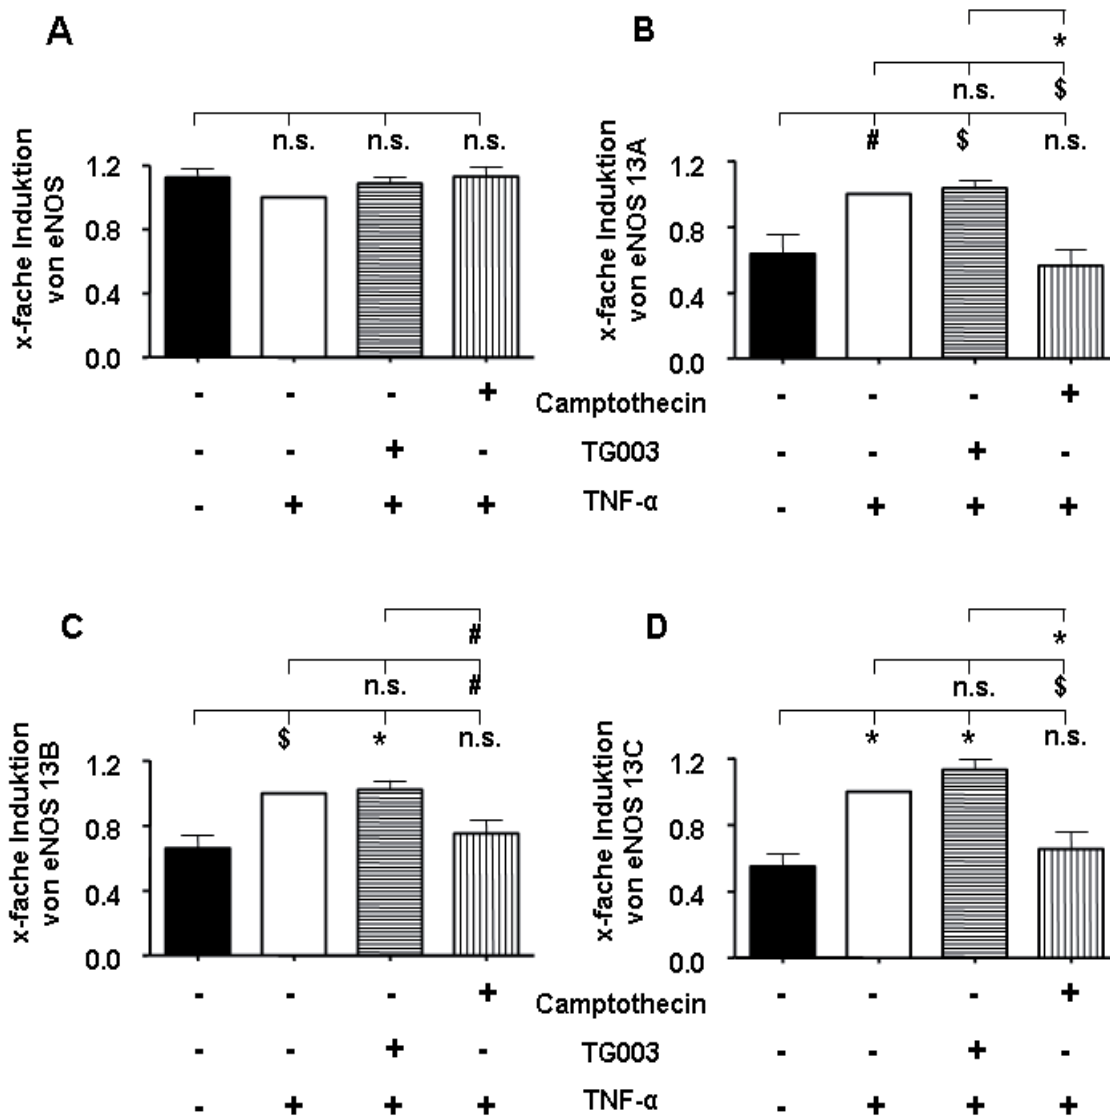 A
n.s. n.s. n.s.
x-fache Induktion
von eNOS
1.2
0.8
0.4
0.0
B
*
n.s. $
# $ n.s.
x-fache Induktion
von eNOS 13A
1.2
0.8
0.4
0.0
- - - + Camptothecin - - - +
- - + - TG003 - - + -
- + + + TNF-α - + + +
C
#
n.s. #
$ * n.s.
x-fache Induktion
von eNOS 13B
1.2
0.8
0.4
0.0
D
*
n.s. $
* * n.s.
x-fache Induktion
von eNOS 13C
1.2
0.8
0.4
0.0
- - - + Camptothecin - - - +
- - + - TG003 - - + -
- + + + TNF-α - + + +